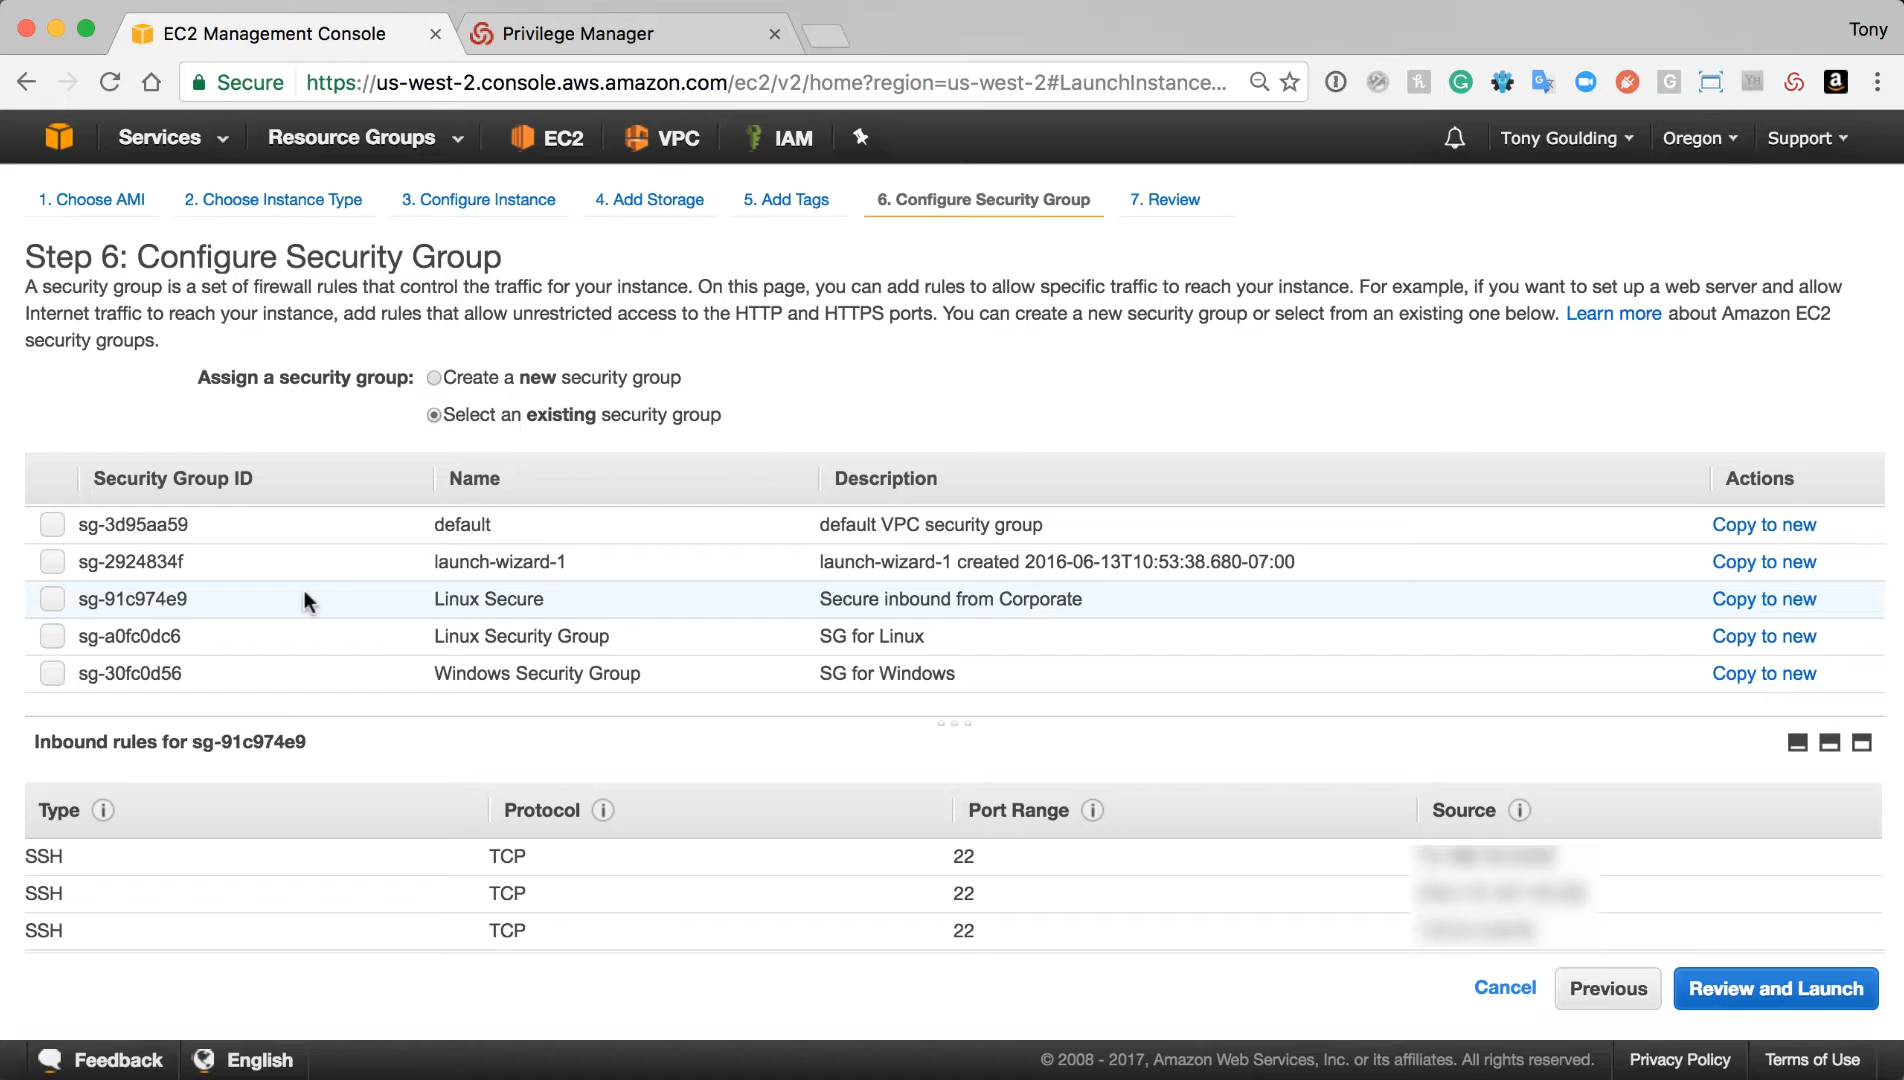 EC2 Management Console
Privilege Manager
Tony
Secure
https://us-west-2.console.aws.amazon.com/ec2/v2/home?region=us-west-2#LaunchInstance...
Services
Resource Groups
EC2
VPC
IAM
Tony Goulding
Oregon
Support
1. Choose AMI
2. Choose Instance Type
3. Configure Instance
4. Add Storage
5. Add Tags
6. Configure Security Group
7. Review
Step 6: Configure Security Group
A security group is a set of firewall rules that control the traffic for your instance. On this page, you can add rules to allow specific traffic to reach your instance. For example, if you want to set up a web server and allow
Internet traffic to reach your instance, add rules that allow unrestricted access to the HTTP and HTTPS ports. You can create a new security group or select from an existing one below. Learn more about Amazon EC2
security groups.
Assign a security group: Create a new security group
Select an existing security group
Security Group ID Name Description Actions
sg-3d95aa59 default default VPC security group Copy to new
sg-2924834f launch-wizard-1 launch-wizard-1 created 2016-06-13T10:53:38.680-07:00 Copy to new
sg-91c974e9 Linux Secure Secure inbound from Corporate Copy to new
sg-a0fc0dc6 Linux Security Group SG for Linux Copy to new
sg-30fc0d56 Windows Security Group SG for Windows Copy to new
Inbound rules for sg-91c974e9
Type Protocol Port Range Source
SSH TCP 22
SSH TCP 22
SSH TCP 22
Cancel Previous Review and Launch
Feedback English © 2008 - 2017, Amazon Web Services, Inc. or its affiliates. All rights reserved. Privacy Policy Terms of Use